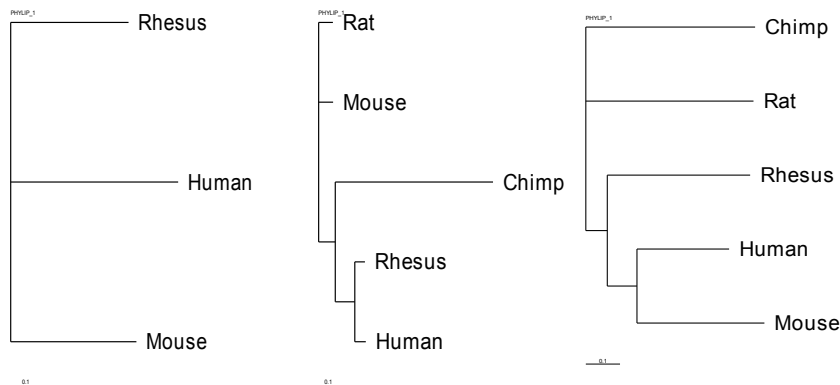 PHYLIP_1
Rhesus
Human
Mouse
0.1
PHYLIP_1
Rat
Mouse
Chimp
Rhesus
Human
0.1
PHYLIP_1
Chimp
Rat
Rhesus
Human
Mouse
0.1